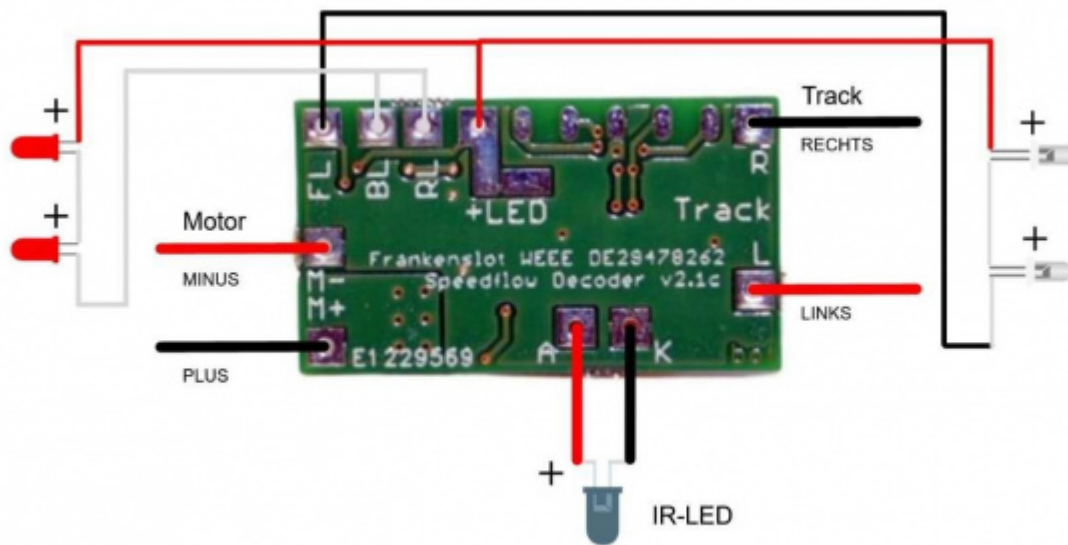 Track
RECHTS
FL
BL
RL
+LED
R
Track
+
+
+
+
Motor
MINUS
Frankenslot WEEE DE29478262
Speedflow Decoder v2.1c
L
M-
M+
LINKS
PLUS
E1229569
A
K
+
IR-LED